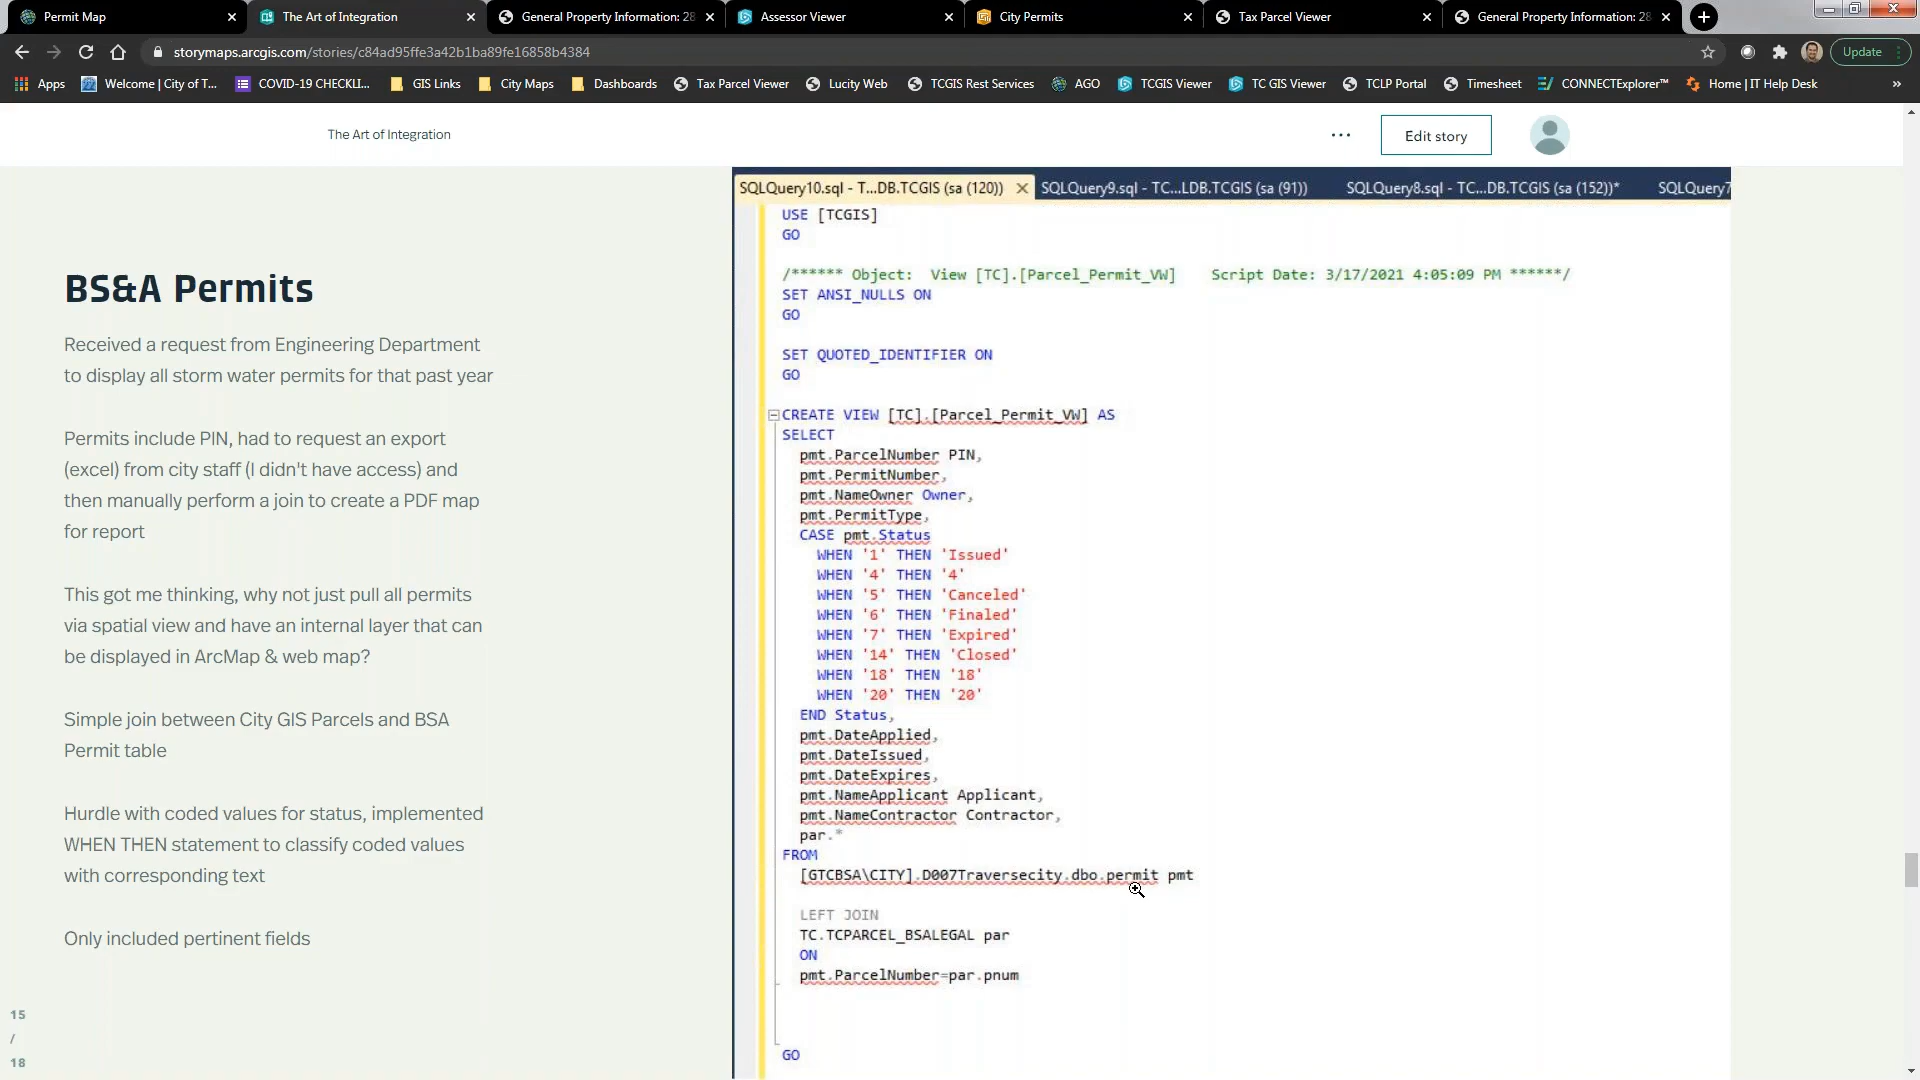 Permit Map
The Art of Integration
General Property Information: 28
Assessor Viewer
City Permits
Tax Parcel Viewer
General Property Information: 28
storymaps.arcgis.com/stories/c84ad95ffe3a42b1ba89fe16858b4384
Update
Apps
Welcome | City of T...
COVID-19 CHECKLI...
GIS Links
City Maps
Dashboards
Tax Parcel Viewer
Lucity Web
TCGIS Rest Services
AGO
TCGIS Viewer
TC GIS Viewer
TCLP Portal
Timesheet
CONNECTExplorer™
Home | IT Help Desk
»
The Art of Integration
...
Edit story
BS&A Permits
Received a request from Engineering Department
to display all storm water permits for that past year
Permits include PIN, had to request an export
(excel) from city staff (I didn't have access) and
then manually perform a join to create a PDF map
for report
This got me thinking, why not just pull all permits
via spatial view and have an internal layer that can
be displayed in ArcMap & web map?
Simple join between City GIS Parcels and BSA
Permit table
Hurdle with coded values for status, implemented
WHEN THEN statement to classify coded values
with corresponding text
Only included pertinent fields
15
/
18
SQLQuery10.sql - T...DB.TCGIS (sa (120))
SQLQuery9.sql - TC...LDB.TCGIS (sa (91))
SQLQuery8.sql - TC...DB.TCGIS (sa (152))*
SQLQuery7
USE [TCGIS]
GO
/****** Object:  View [TC].[Parcel_Permit_VW]    Script Date: 3/17/2021 4:05:09 PM ******/
SET ANSI_NULLS ON
GO
SET QUOTED_IDENTIFIER ON
GO
CREATE VIEW [TC].[Parcel_Permit_VW] AS
SELECT
pmt.ParcelNumber PIN,
pmt.PermitNumber,
pmt.NameOwner Owner,
pmt.PermitType,
CASE pmt.Status
WHEN '1' THEN 'Issued'
WHEN '4' THEN '4'
WHEN '5' THEN 'Canceled'
WHEN '6' THEN 'Finaled'
WHEN '7' THEN 'Expired'
WHEN '14' THEN 'Closed'
WHEN '18' THEN '18'
WHEN '20' THEN '20'
END Status,
pmt.DateApplied,
pmt.DateIssued,
pmt.DateExpires,
pmt.NameApplicant Applicant,
pmt.NameContractor Contractor,
par.*
FROM
[GTCBSA\CITY].D007Traversecity.dbo.permit pmt
LEFT JOIN
TC.TCPARCEL_BSALEGAL par
ON
pmt.ParcelNumber=par.pnum
GO